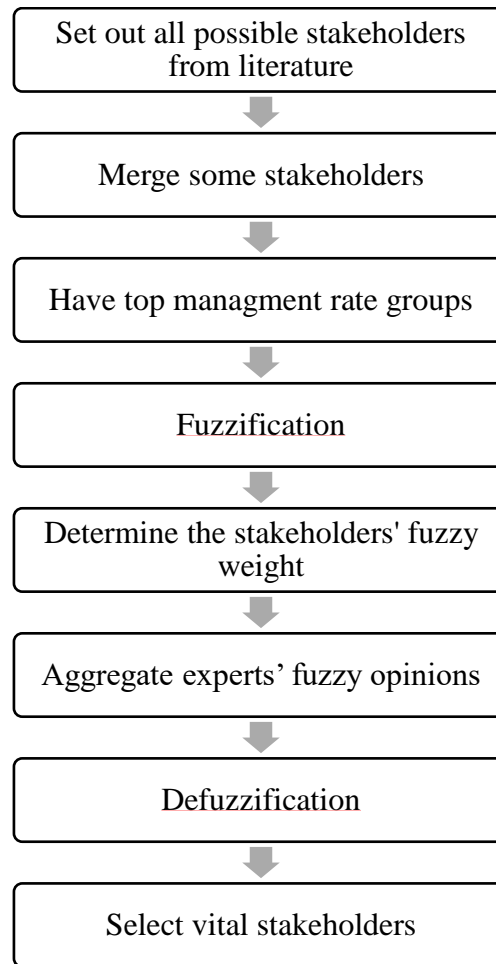 Set out all possible stakeholders
from literature
Merge some stakeholders
Have top managment rate groups
Fuzzification
Determine the stakeholders' fuzzy
weight
Aggregate experts’ fuzzy opinions
Defuzzification
Select vital stakeholders